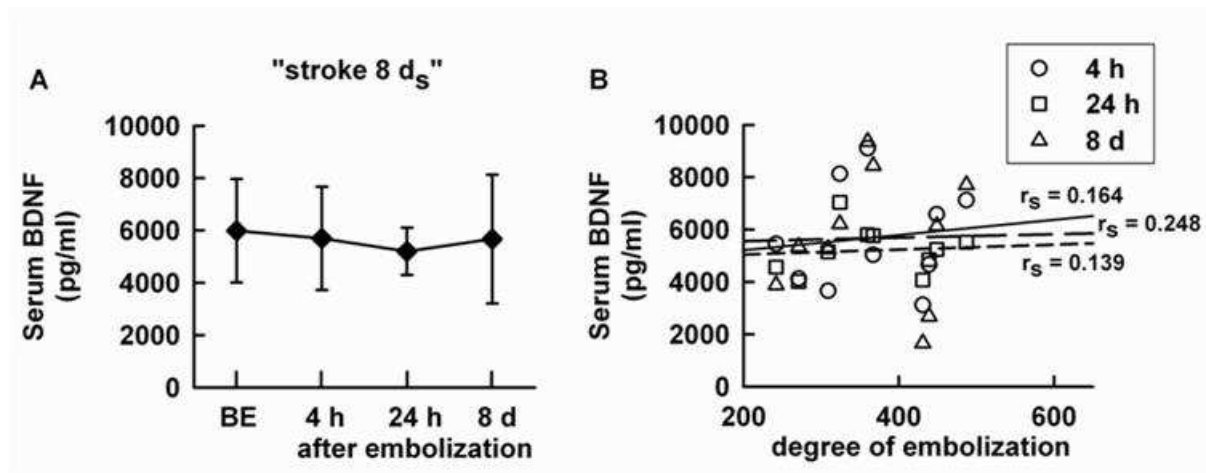 A
"stroke 8 ds"
Serum BDNF
(pg/ml)
10000
8000
6000
4000
2000
0
BE 4 h 24 h 8 d
after embolization
B
4 h
24 h
8 d
Serum BDNF
(pg/ml)
10000
8000
6000
4000
2000
0
rs = 0.164
rs = 0.248
rs = 0.139
200 400 600
degree of embolization